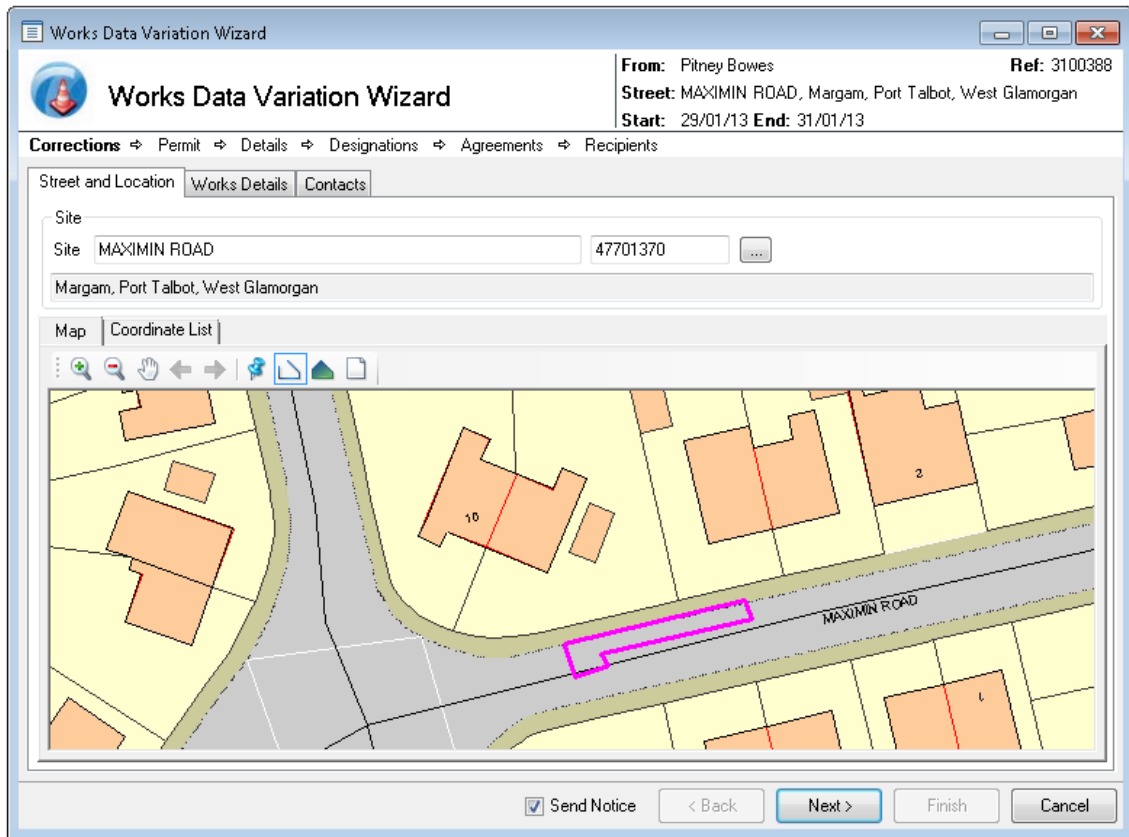 Works Data Variation Wizard
Works Data Variation Wizard
From: Pitney Bowes Ref: 3100388
Street: MAXIMIN ROAD, Margam, Port Talbot, West Glamorgan
Start: 29/01/13 End: 31/01/13
Corrections ⇨ Permit ⇨ Details ⇨ Designations ⇨ Agreements ⇨ Recipients
Street and Location Works Details Contacts
Site
Site MAXIMIN ROAD 47701370 ...
Margam, Port Talbot, West Glamorgan
Map Coordinate List
2
10
MAXIMIN ROAD
1
Send Notice < Back Next > Finish Cancel